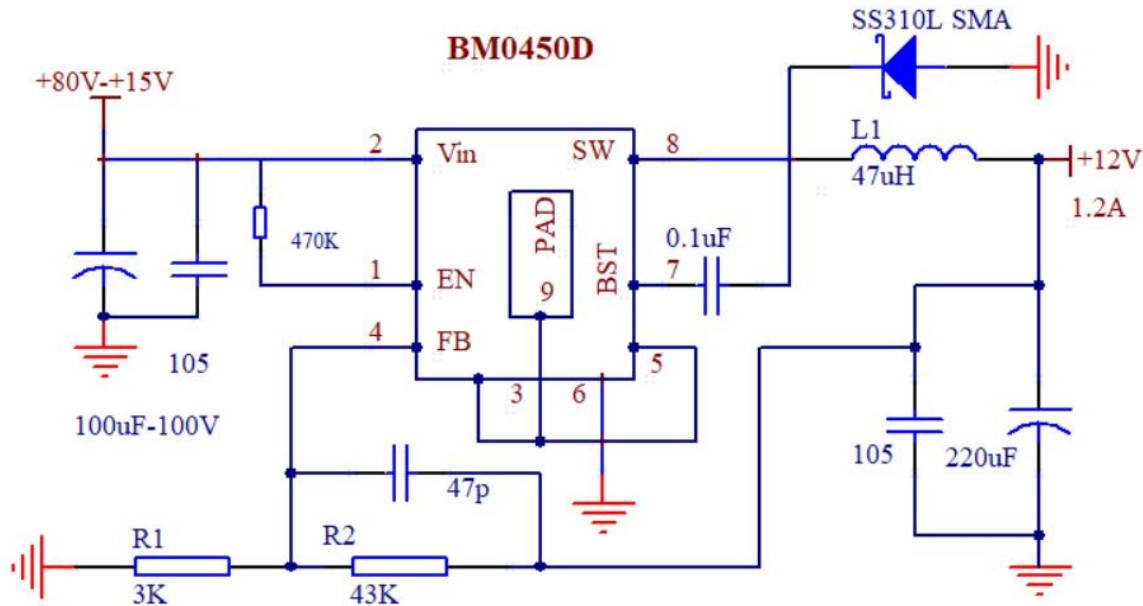 SS310L SMA
BM0450D
+80V-+15V
L1
2
Vin
SW
8
+12V
47uH
1.2A
PAD
470K
0.1uF
BST
7
1
EN
9
4
FB
5
105
3
6
100uF-100V
105
220uF
47p
R1
R2
3K
43K